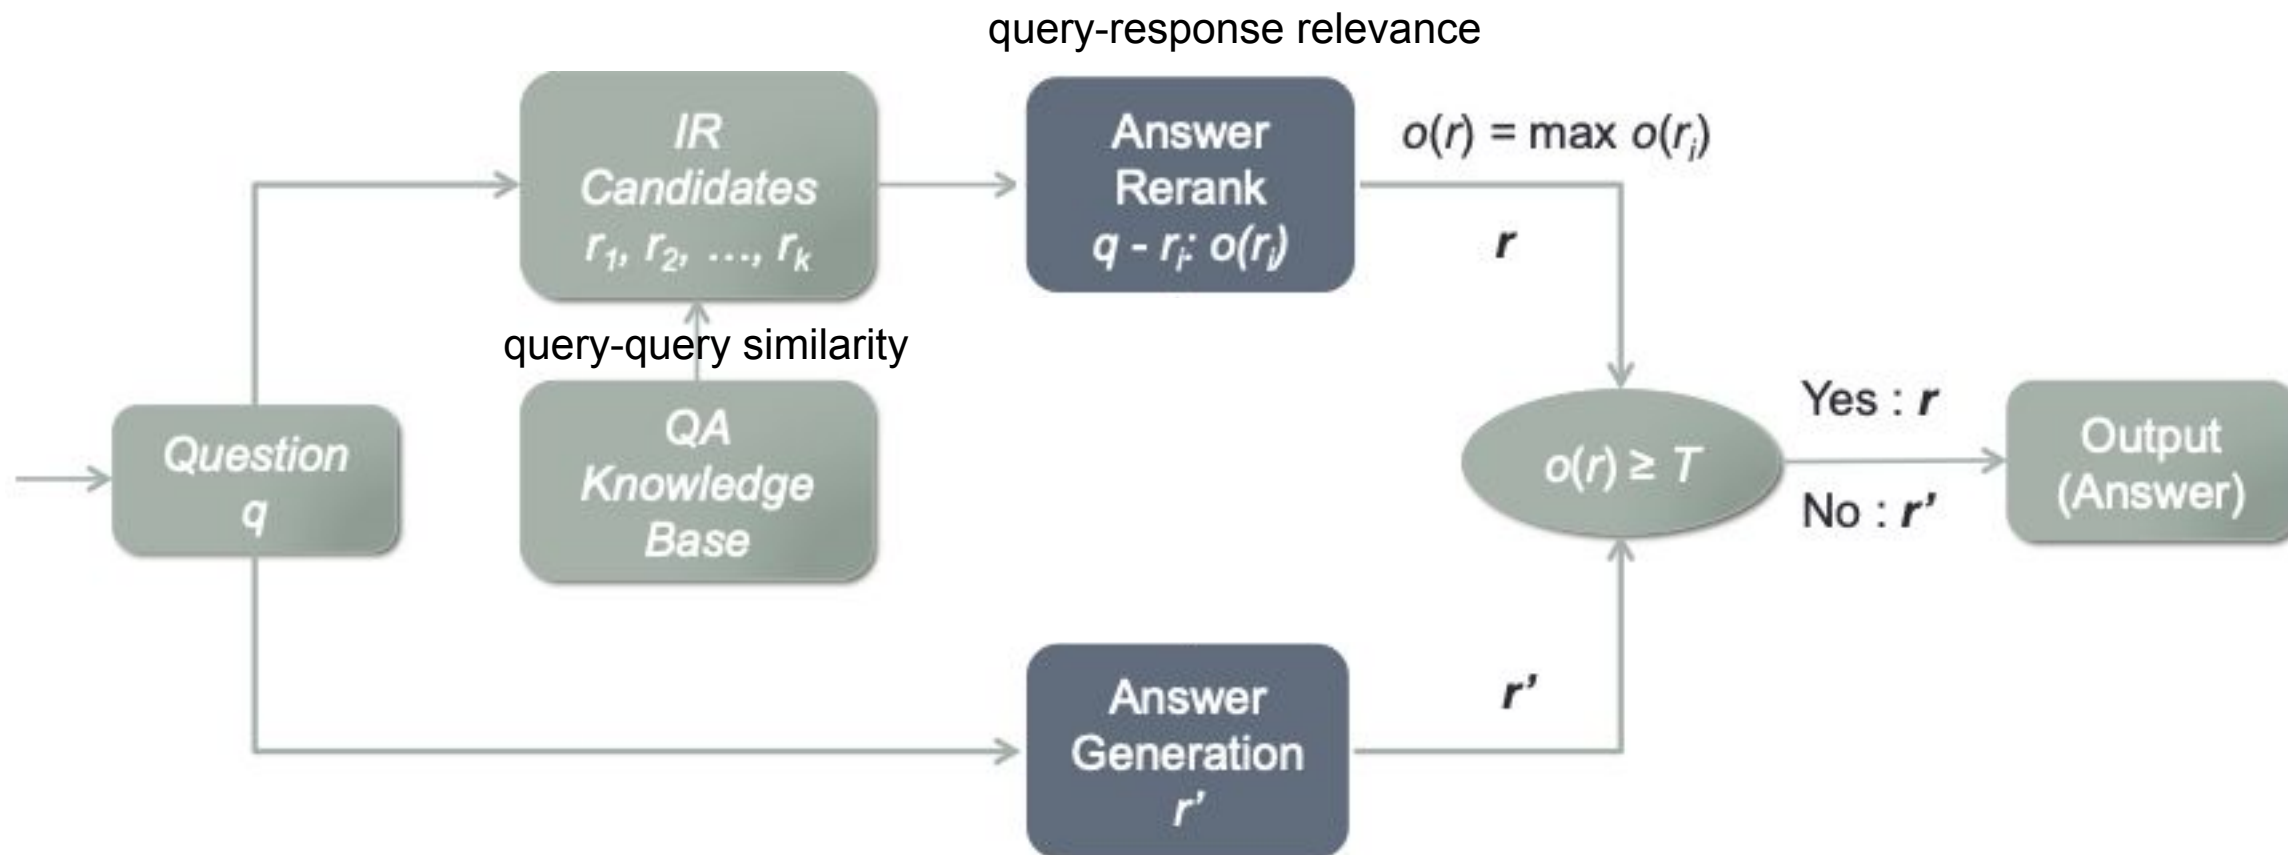 query-response relevance
IR
Candidates
r₁, r₂, ..., rₖ
Answer
Rerank
q - rᵢ: o(rᵢ)
o(r) = max o(rᵢ)
r
query-query similarity
QA
Knowledge
Base
Question
q
o(r) ≥ T
Yes : r
No : r’
Output
(Answer)
Answer
Generation
r’
r’